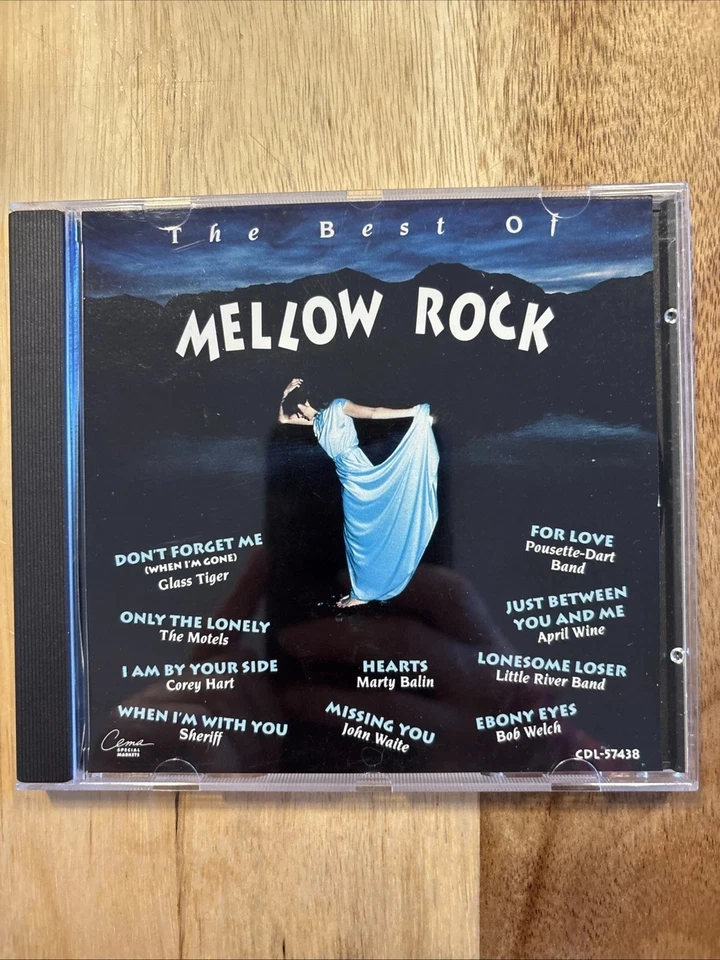 The Best Of
MELLOW ROCK
DON'T FORGET ME
(WHEN I'M GONE)
Glass Tiger
ONLY THE LONELY
The Motels
I AM BY YOUR SIDE
Corey Hart
WHEN I'M WITH YOU
Sheriff
HEARTS
Marty Balin
MISSING YOU
John Waite
FOR LOVE
Pousette-Dart
Band
JUST BETWEEN
YOU AND ME
April Wine
LONESOME LOSER
Little River Band
EBONY EYES
Bob Welch
Cema
SPECIAL
MARKETS
CDL-57438